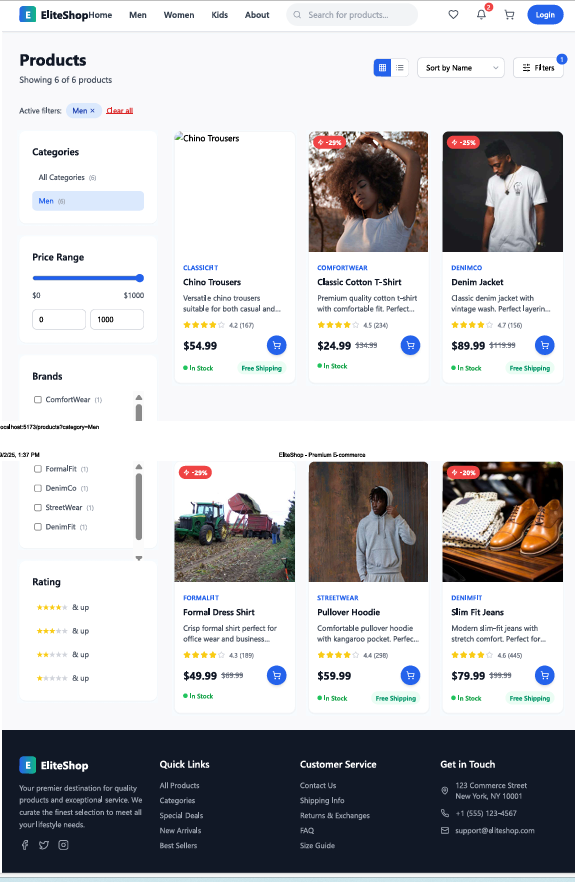 E EliteShop
Home Men Women Kids About
Search for products...
2
Login
Products
Showing 6 of 6 products
Sort by Name
Filters
1
Active filters: Men × Clear all
Categories
All Categories (6)
Men (6)
Price Range
$0 $1000
0 1000
Brands
ComfortWear (1)
Chino Trousers
CLASSICFIT
Chino Trousers
Versatile chino trousers
suitable for both casual and...
4.2 (167)
$54.99
In Stock Free Shipping
-29%
COMFORTWEAR
Classic Cotton T-Shirt
Premium quality cotton t-shirt
with comfortable fit. Perfect...
4.5 (234)
$24.99 $34.99
In Stock
-25%
DENIMCO
Denim Jacket
Classic denim jacket with
vintage wash. Perfect layerin...
4.7 (156)
$89.99 $119.99
In Stock Free Shipping
ocalhost:5173/products?category=Men
9/2/25, 1:37 PM EliteShop - Premium E-commerce
FormalFit (1)
DenimCo (1)
StreetWear (1)
DenimFit (1)
Rating
& up
& up
& up
& up
-29%
FORMALFIT
Formal Dress Shirt
Crisp formal shirt perfect for
office wear and business...
4.3 (189)
$49.99 $69.99
In Stock
STREETWEAR
Pullover Hoodie
Comfortable pullover hoodie
with kangaroo pocket. Perfec...
4.4 (298)
$59.99
In Stock Free Shipping
-20%
DENIMFIT
Slim Fit Jeans
Modern slim-fit jeans with
stretch comfort. Perfect for...
4.6 (445)
$79.99 $99.99
In Stock Free Shipping
E EliteShop
Your premier destination for quality
products and exceptional service. We
curate the finest selection to meet all
your lifestyle needs.
Quick Links
All Products
Categories
Special Deals
New Arrivals
Best Sellers
Customer Service
Contact Us
Shipping Info
Returns & Exchanges
FAQ
Size Guide
Get in Touch
123 Commerce Street
New York, NY 10001
+1 (555) 123-4567
support@eliteshop.com